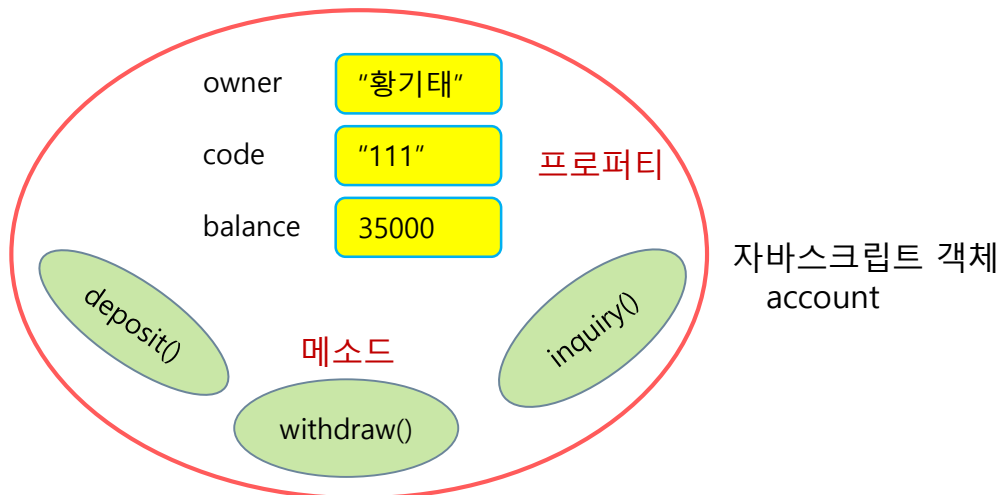 owner "황기태"
code "111"
프로퍼티
balance 35000
자바스크립트 객체
account
deposit()
inquiry()
메소드
withdraw()